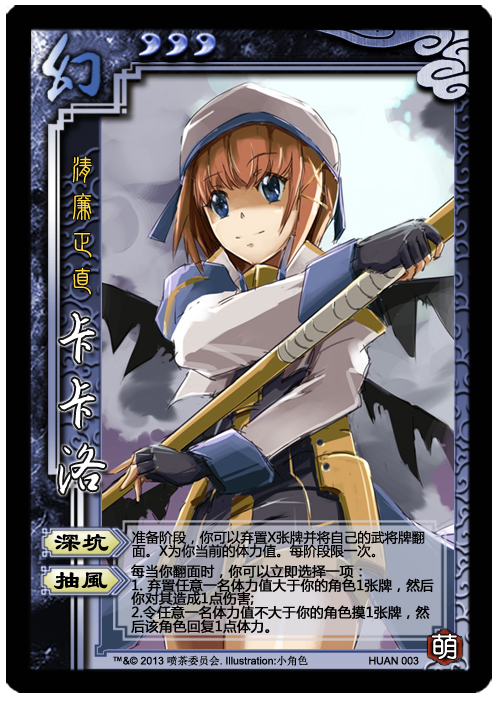 幻
清廉正直
卡卡洛
深坑
准备阶段，你可以弃置X张牌并将自己的武将牌翻
面。X为你当前的体力值。每阶段限一次。
抽風
每当你翻面时，你可以立即选择一项：
1. 弃置任意一名体力值大于你的角色1张牌，然后
你对其造成1点伤害;
2.令任意一名体力值不大于你的角色摸1张牌，然
后该角色回复1点体力。
萌
™&© 2013 喷茶委员会. Illustration:小角色
HUAN 003